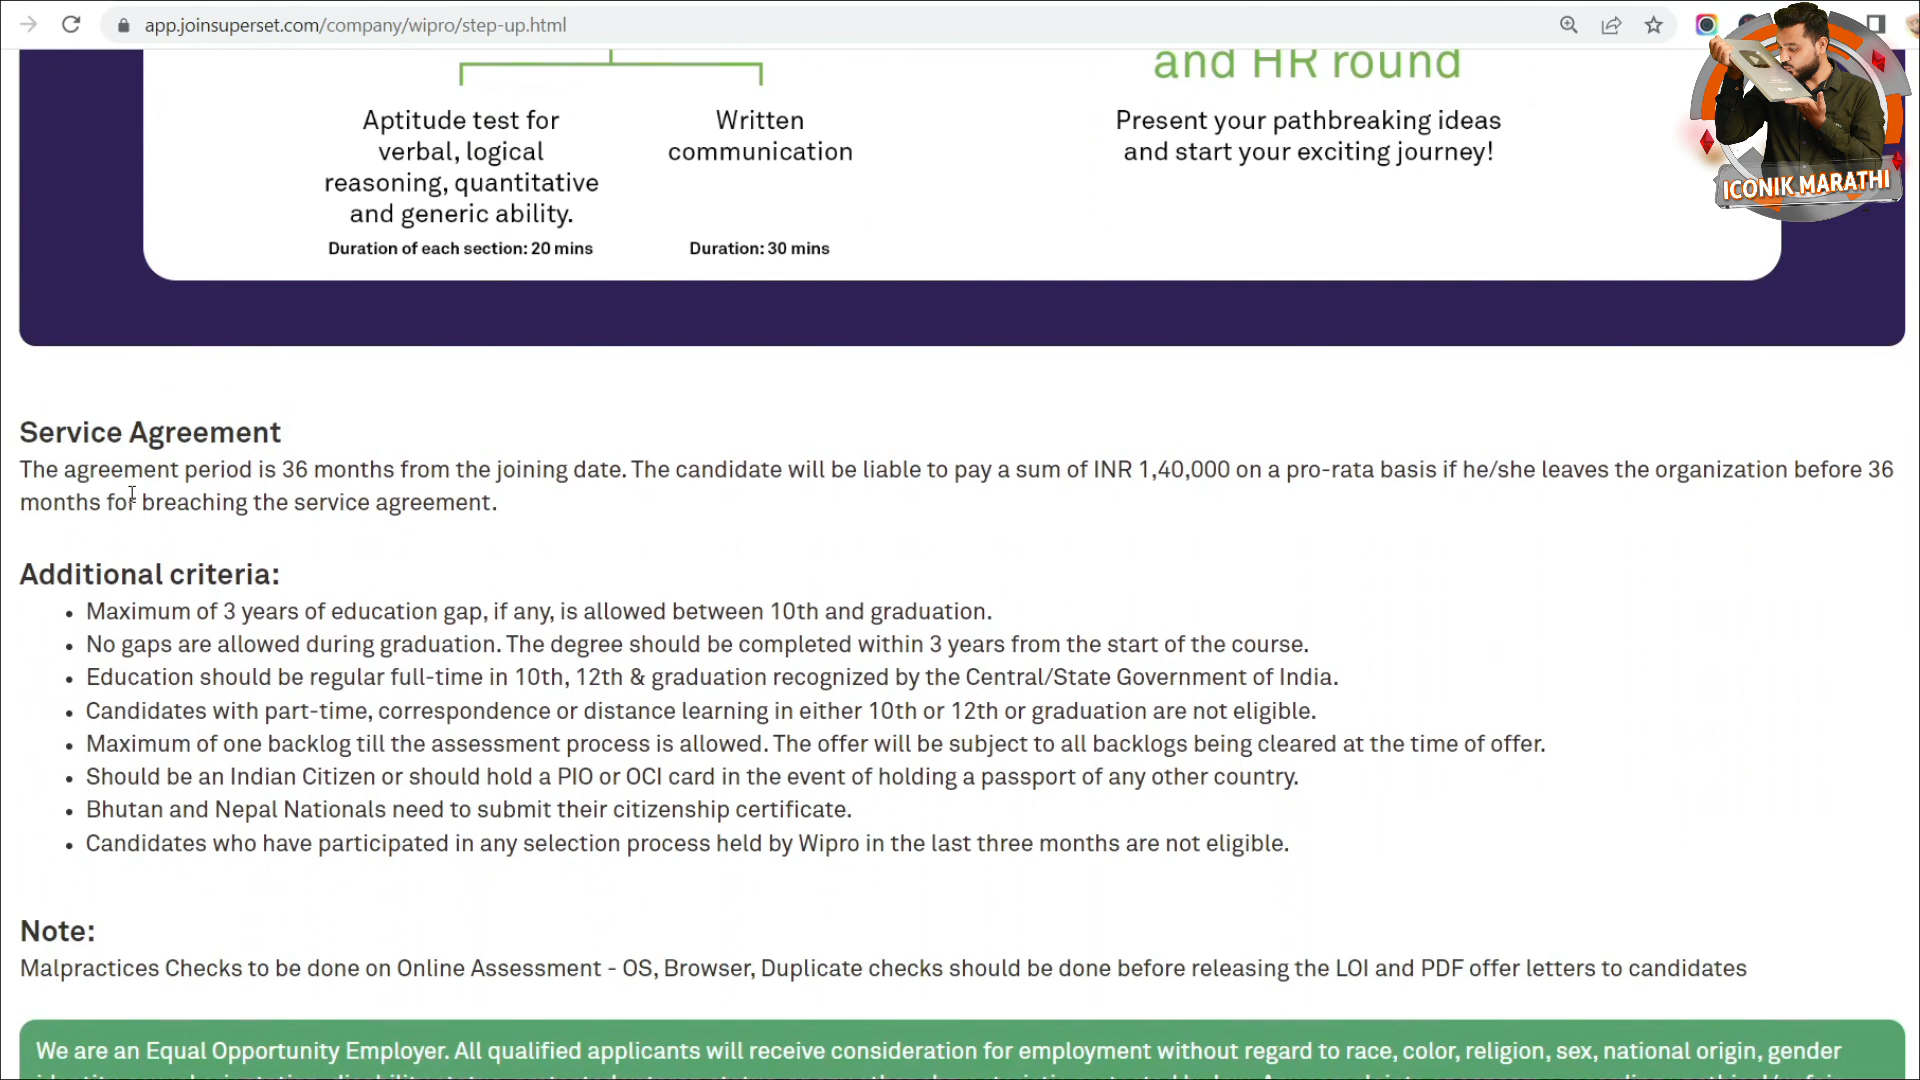 app.joinsuperset.com/company/wipro/step-up.html
and HR round
Aptitude test for
verbal, logical
reasoning, quantitative
and generic ability.
Duration of each section: 20 mins
Written
communication
Duration: 30 mins
Present your pathbreaking ideas
and start your exciting journey!
ICONIK MARATHI
Service Agreement
The agreement period is 36 months from the joining date. The candidate will be liable to pay a sum of INR 1,40,000 on a pro-rata basis if he/she leaves the organization before 36
months for breaching the service agreement.
Additional criteria:
• Maximum of 3 years of education gap, if any, is allowed between 10th and graduation.
• No gaps are allowed during graduation. The degree should be completed within 3 years from the start of the course.
• Education should be regular full-time in 10th, 12th & graduation recognized by the Central/State Government of India.
• Candidates with part-time, correspondence or distance learning in either 10th or 12th or graduation are not eligible.
• Maximum of one backlog till the assessment process is allowed. The offer will be subject to all backlogs being cleared at the time of offer.
• Should be an Indian Citizen or should hold a PIO or OCI card in the event of holding a passport of any other country.
• Bhutan and Nepal Nationals need to submit their citizenship certificate.
• Candidates who have participated in any selection process held by Wipro in the last three months are not eligible.
Note:
Malpractices Checks to be done on Online Assessment - OS, Browser, Duplicate checks should be done before releasing the LOI and PDF offer letters to candidates
We are an Equal Opportunity Employer. All qualified applicants will receive consideration for employment without regard to race, color, religion, sex, national origin, gender